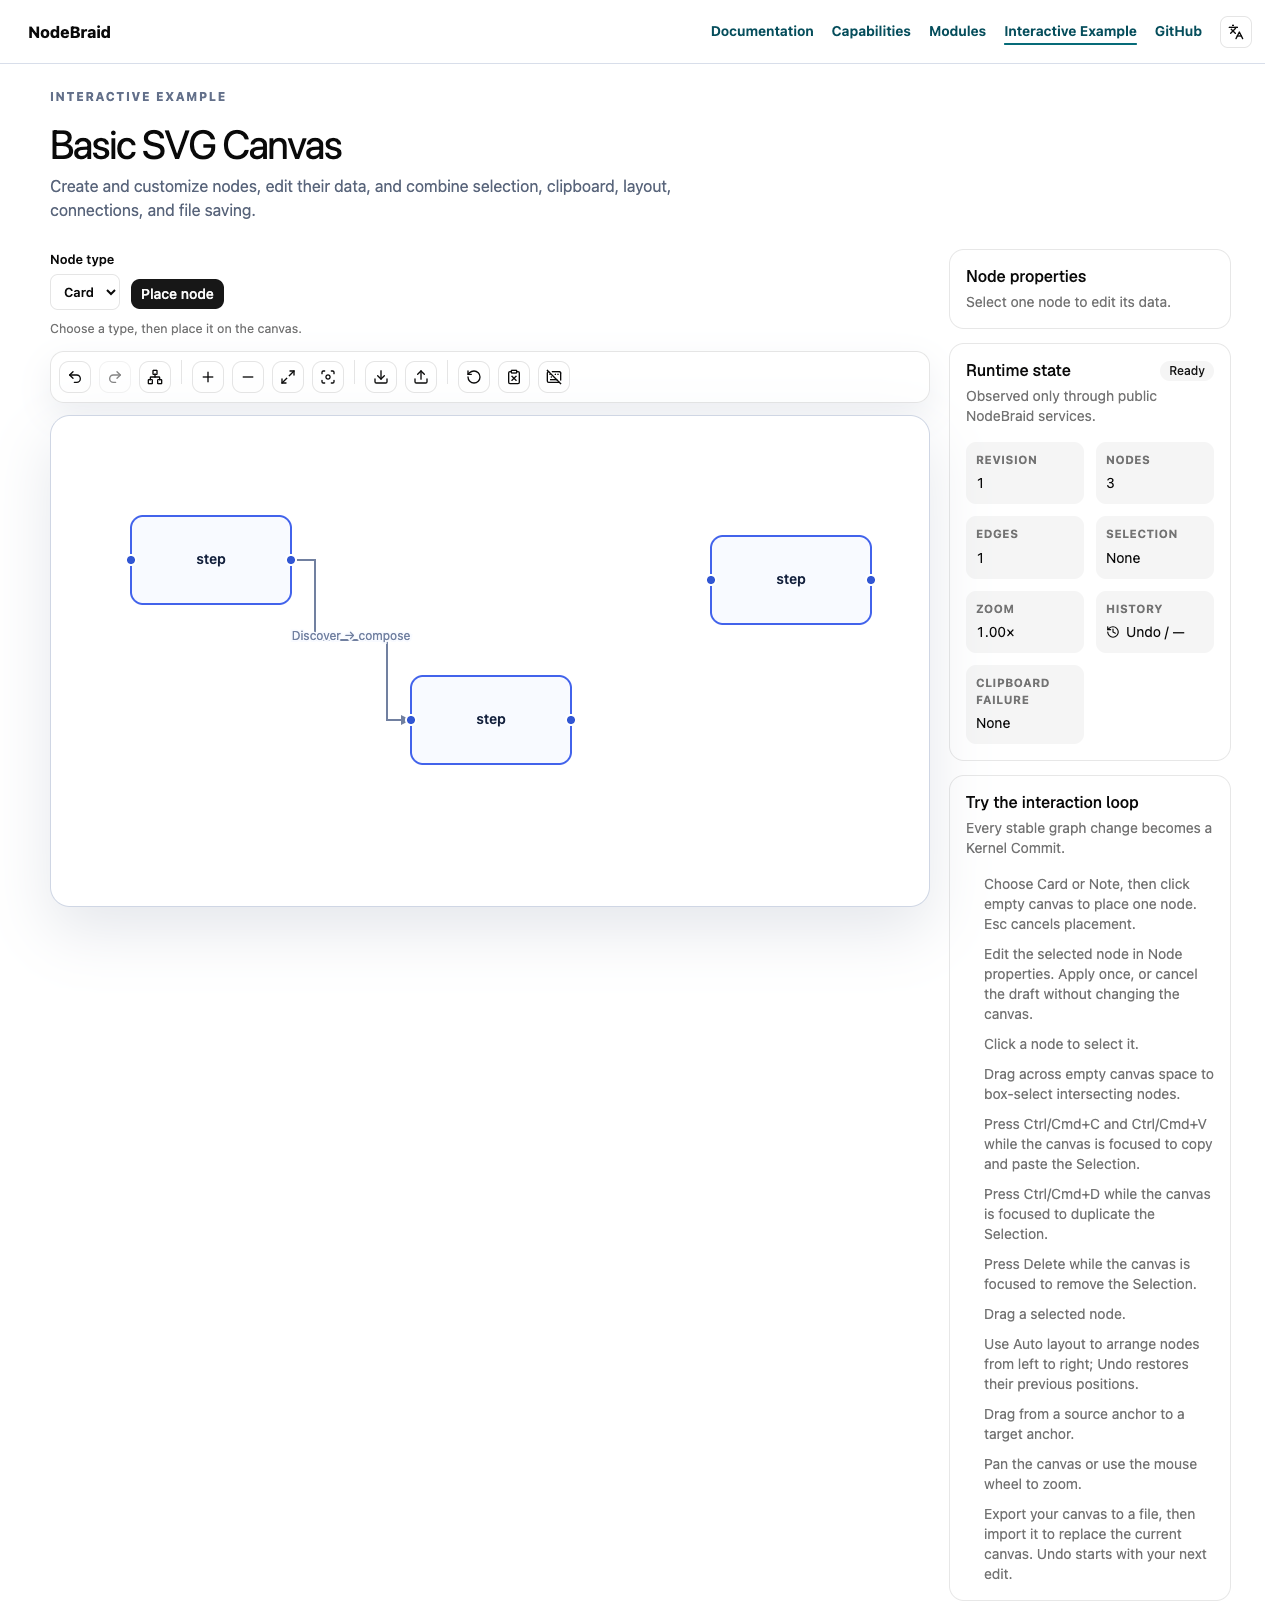 NodeBraid
Documentation
Capabilities
Modules
Interactive Example
GitHub
INTERACTIVE EXAMPLE
Basic SVG Canvas
Create and customize nodes, edit their data, and combine selection, clipboard, layout,
connections, and file saving.
Node type
Card
Place node
Choose a type, then place it on the canvas.
step
Discover → compose
step
step
Node properties
Select one node to edit its data.
Runtime state
Ready
Observed only through public
NodeBraid services.
REVISION
1
NODES
3
EDGES
1
SELECTION
None
ZOOM
1.00×
HISTORY
Undo / —
CLIPBOARD
FAILURE
None
Try the interaction loop
Every stable graph change becomes a
Kernel Commit.
Choose Card or Note, then click
empty canvas to place one node.
Esc cancels placement.
Edit the selected node in Node
properties. Apply once, or cancel
the draft without changing the
canvas.
Click a node to select it.
Drag across empty canvas space to
box-select intersecting nodes.
Press Ctrl/Cmd+C and Ctrl/Cmd+V
while the canvas is focused to copy
and paste the Selection.
Press Ctrl/Cmd+D while the canvas
is focused to duplicate the
Selection.
Press Delete while the canvas is
focused to remove the Selection.
Drag a selected node.
Use Auto layout to arrange nodes
from left to right; Undo restores
their previous positions.
Drag from a source anchor to a
target anchor.
Pan the canvas or use the mouse
wheel to zoom.
Export your canvas to a file, then
import it to replace the current
canvas. Undo starts with your next
edit.